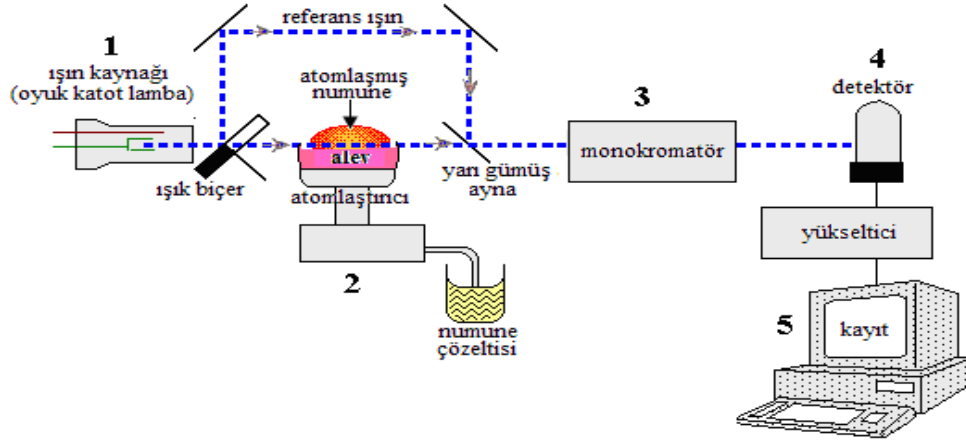 referans ışın
1
ışın kaynağı
(oyuk katot lamba)
atomlaşmış
numune
4
detektör
3
monokromatör
alev
ışık biçer
atomlaştırıcı
yarı gümüş
ayna
2
yükseltici
numune
çözeltisi
5
kayıt